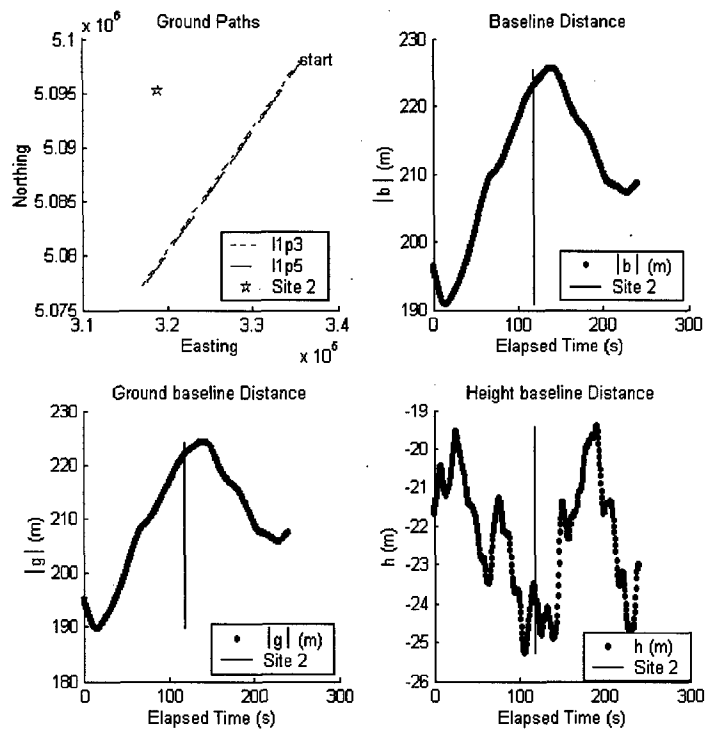 x 10^6
Ground Paths
5.1
5.095
5.09
5.085
5.08
5.075
Northing
start
l1p3
l1p5
Site 2
3.1
3.2
3.3
3.4
Easting
x 10^6
Baseline Distance
230
220
210
200
190
|b| (m)
|b| (m)
Site 2
0
100
200
300
Elapsed Time (s)
Ground baseline Distance
230
220
210
200
190
180
|g| (m)
|g| (m)
Site 2
0
100
200
300
Elapsed Time (s)
Height baseline Distance
-19
-20
-21
-22
-23
-24
-25
-26
h (m)
h (m)
Site 2
0
100
200
300
Elapsed Time (s)